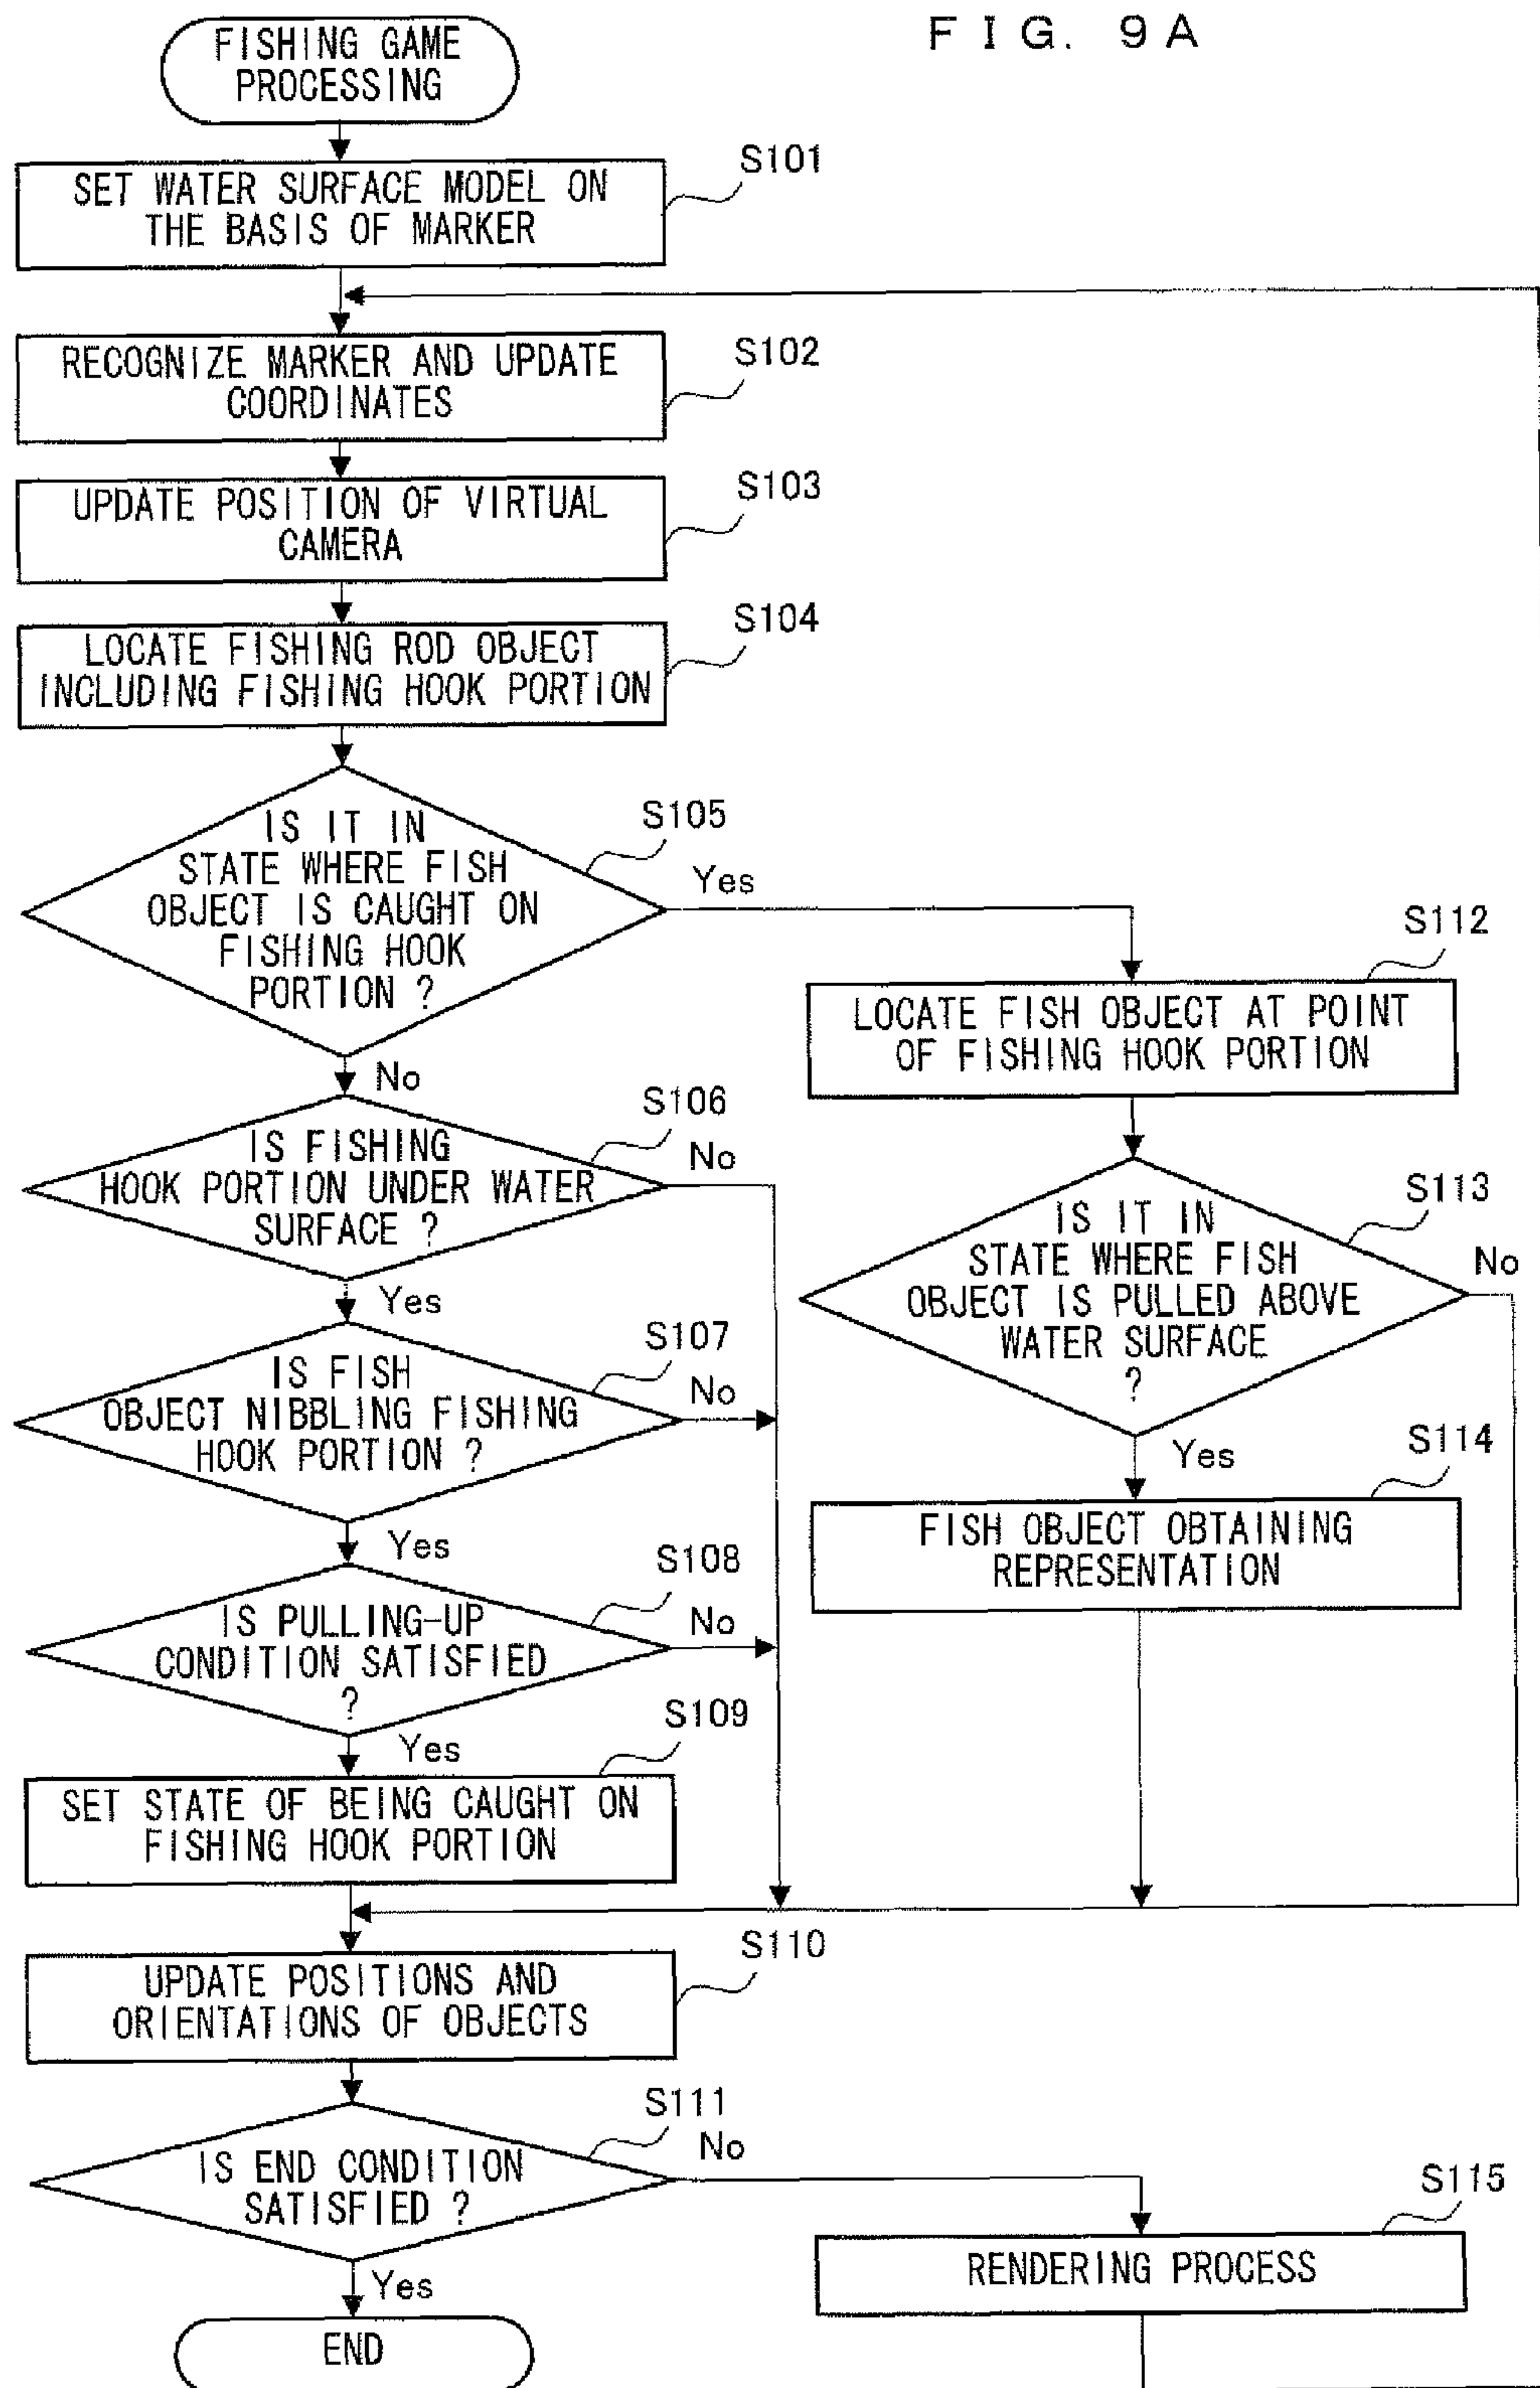 FIG. 9A
FISHING GAME
PROCESSING
S101
SET WATER SURFACE MODEL ON
THE BASIS OF MARKER
S102
RECOGNIZE MARKER AND UPDATE
COORDINATES
S103
UPDATE POSITION OF VIRTUAL
CAMERA
S104
LOCATE FISHING ROD OBJECT
INCLUDING FISHING HOOK PORTION
S105
IS IT IN
STATE WHERE FISH
OBJECT IS CAUGHT ON
FISHING HOOK
PORTION ?
Yes
No
S106
IS FISHING
HOOK PORTION UNDER WATER
SURFACE ?
No
Yes
S107
IS FISH
OBJECT NIBBLING FISHING
HOOK PORTION ?
No
Yes
S108
IS PULLING-UP
CONDITION SATISFIED
?
No
Yes
S109
SET STATE OF BEING CAUGHT ON
FISHING HOOK PORTION
S112
LOCATE FISH OBJECT AT POINT
OF FISHING HOOK PORTION
S113
IS IT IN
STATE WHERE FISH
OBJECT IS PULLED ABOVE
WATER SURFACE
?
No
Yes
S114
FISH OBJECT OBTAINING
REPRESENTATION
S110
UPDATE POSITIONS AND
ORIENTATIONS OF OBJECTS
S111
IS END CONDITION
SATISFIED ?
No
Yes
S115
RENDERING PROCESS
END